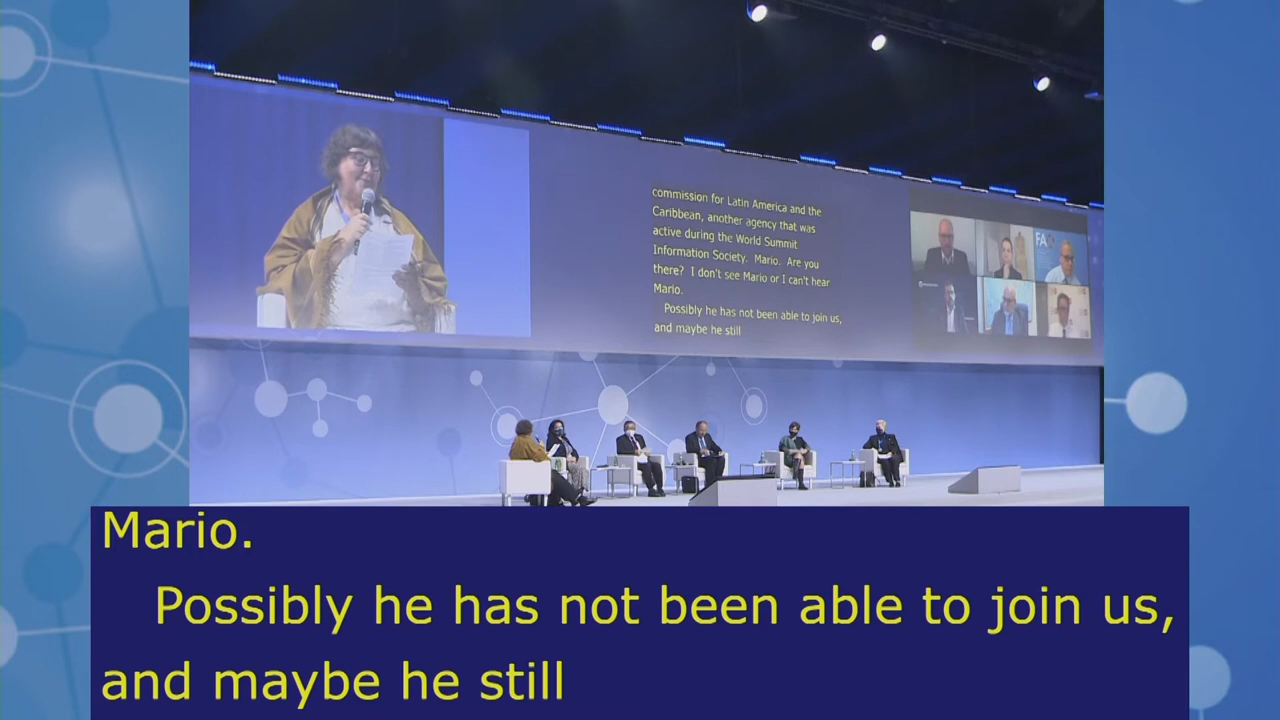 commission for Latin America and the
Caribbean, another agency that was
active during the World Summit
Information Society. Mario. Are you
there? I don't see Mario or I can't hear
Mario.
Possibly he has not been able to join us,
and maybe he still
FAO
Mario.
Possibly he has not been able to join us,
and maybe he still